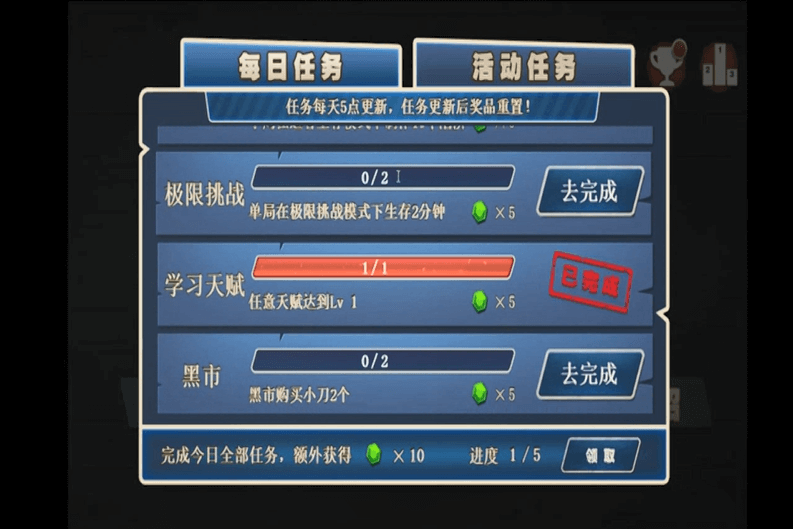 每日任务
活动任务
任务每天5点更新，任务更新后奖品重置！
2 1 3
极限挑战
0/2
单局在极限挑战模式下生存2分钟
×5
去完成
学习天赋
1/1
任意天赋达到Lv 1
×5
已完成
黑市
0/2
黑市购买小刀2个
×5
去完成
完成今日全部任务，额外获得 ×10
进度 1/5
领取